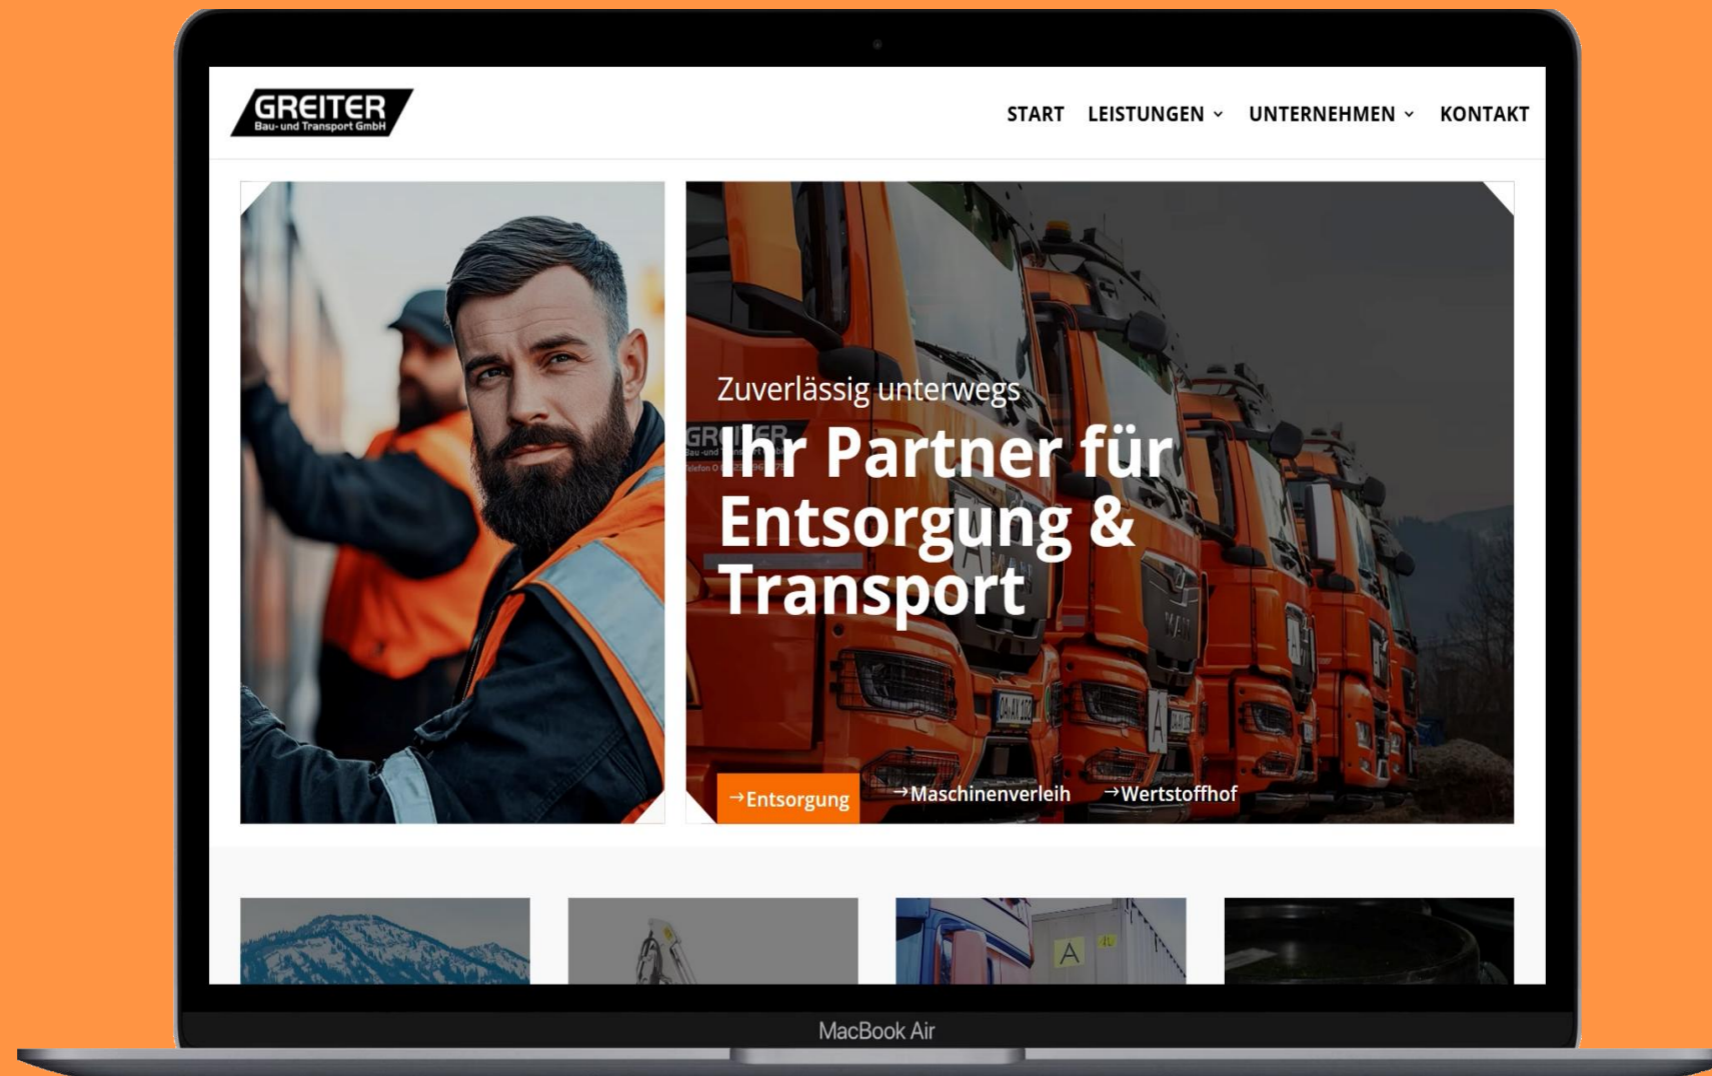 GREITER
Bau- und Transport GmbH
START LEISTUNGEN UNTERNEHMEN KONTAKT
Zuverlässig unterwegs
Ihr Partner für
Entsorgung &
Transport
→Entsorgung →Maschinenverleih →Wertstoffhof
A
A
MAN
A
A
MacBook Air